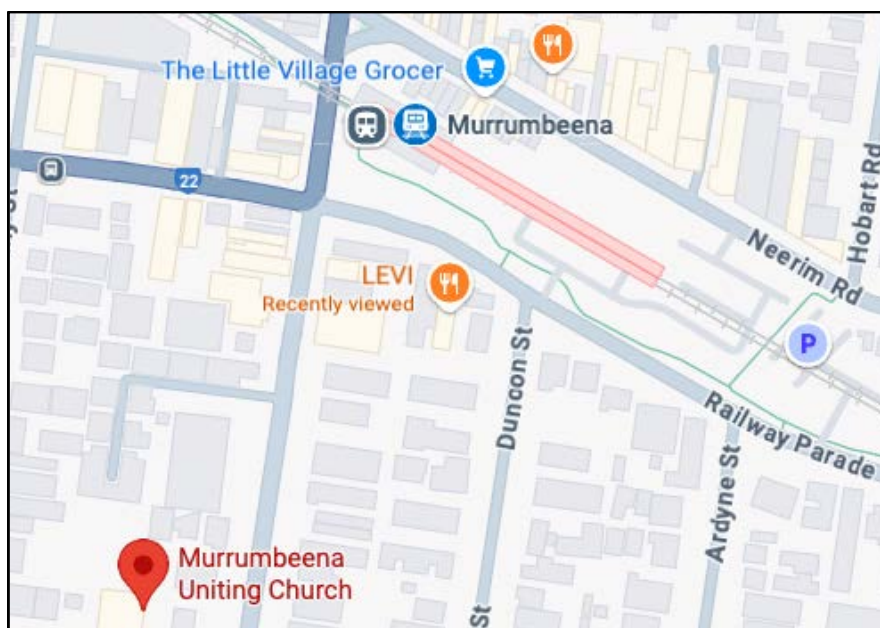 The Little Village Grocer
Murrumbeena
22
Hobart Rd
Neerim Rd
LEVI
Recently viewed
Duncon St
P
Railway Parade
Ardyne St
Murrumbeena
Uniting Church
St